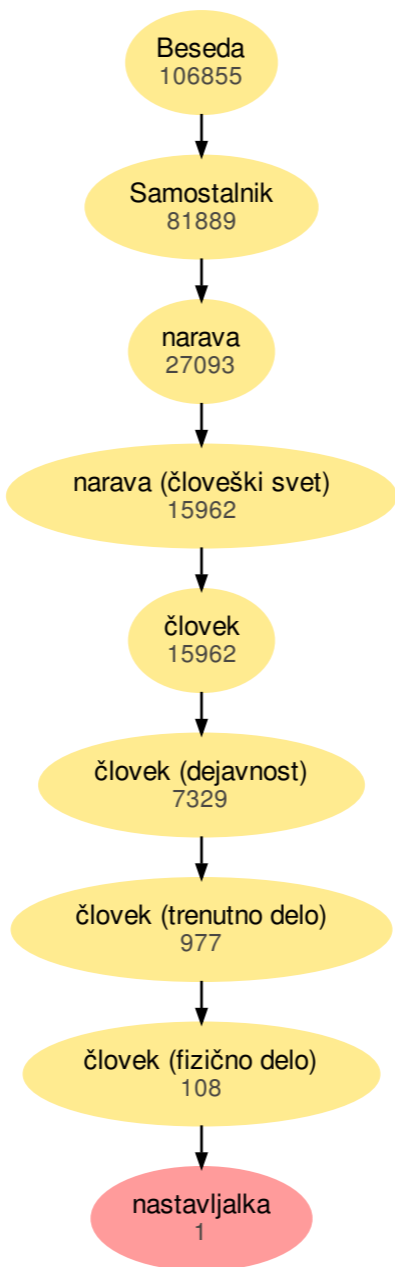 Beseda
106855
Samostalnik
81889
narava
27093
narava (človeški svet)
15962
človek
15962
človek (dejavnost)
7329
človek (trenutno delo)
977
človek (fizično delo)
108
nastavljalka
1